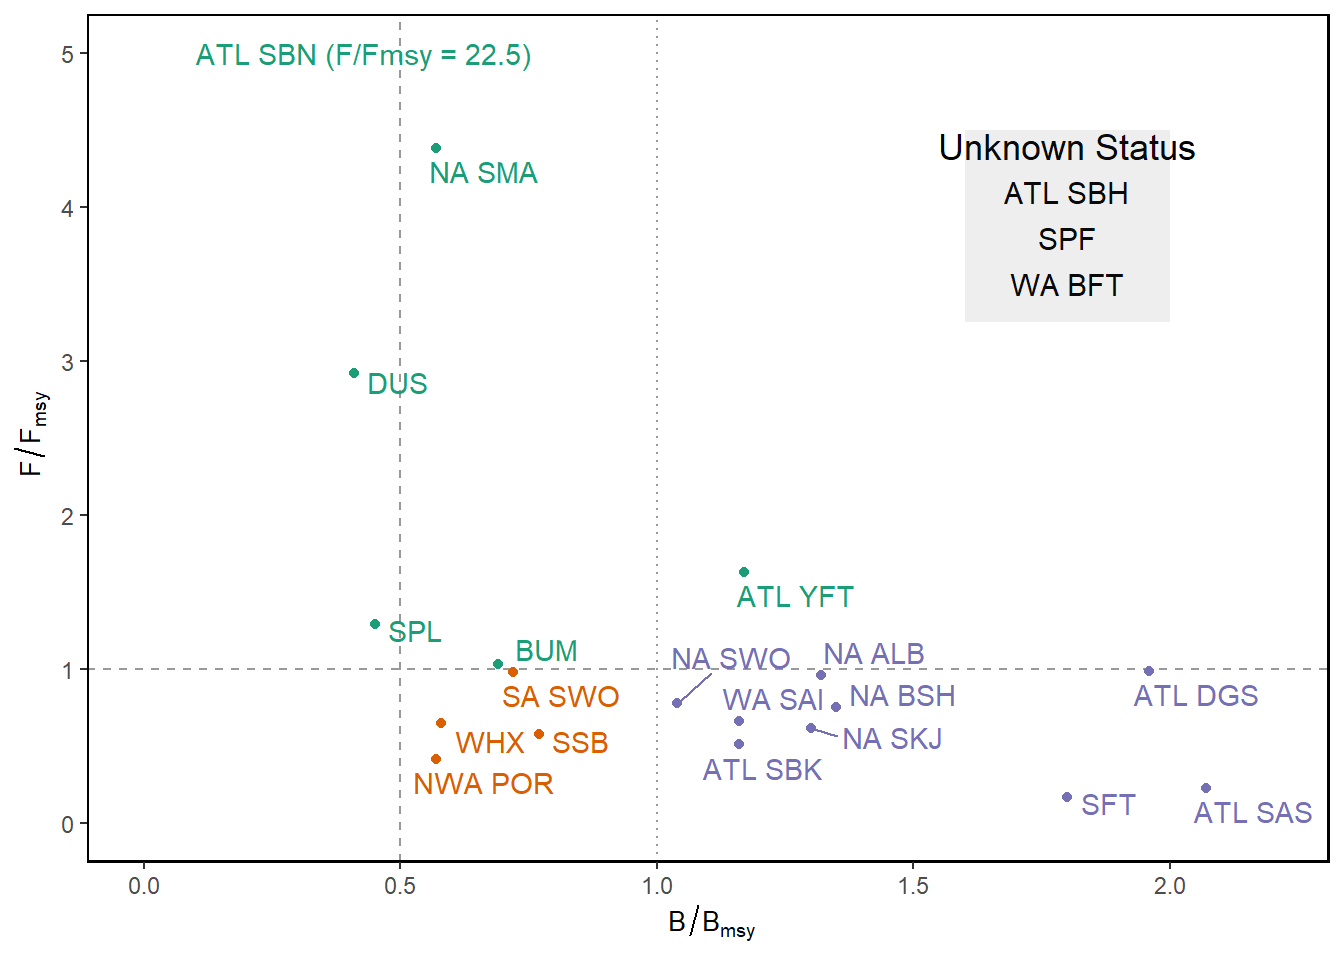 5
ATL SBN (F/Fmsy = 22.5)
NA SMA
Unknown Status
ATL SBH
SPF
WA BFT
4
3
DUS
F/Fmsy
2
ATL YFT
SPL
BUM
NA SWO
NA ALB
1
SA SWO
WA SAI
NA BSH
ATL DGS
WHX
SSB
NA SKJ
NWA POR
ATL SBK
SFT
ATL SAS
0
0.0
0.5
1.0
1.5
2.0
B/Bmsy